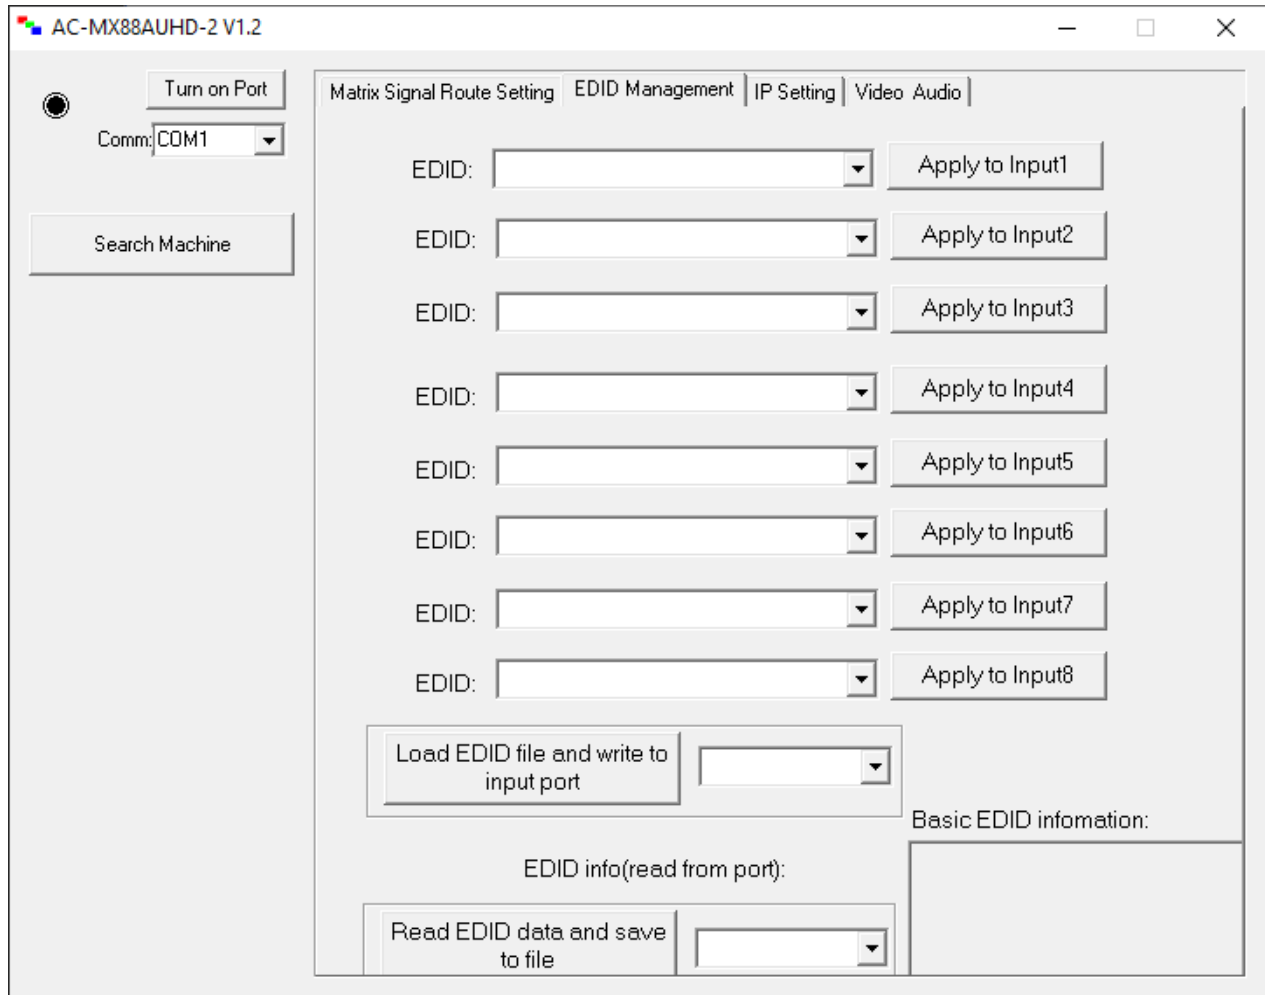 AC-MX88AUHD-2 V1.2
Turn on Port
Comm: COM1
Search Machine
Matrix Signal Route Setting EDID Management IP Setting Video Audio
EDID: Apply to Input1
EDID: Apply to Input2
EDID: Apply to Input3
EDID: Apply to Input4
EDID: Apply to Input5
EDID: Apply to Input6
EDID: Apply to Input7
EDID: Apply to Input8
Load EDID file and write to
input port
Basic EDID infomation:
EDID info(read from port):
Read EDID data and save
to file